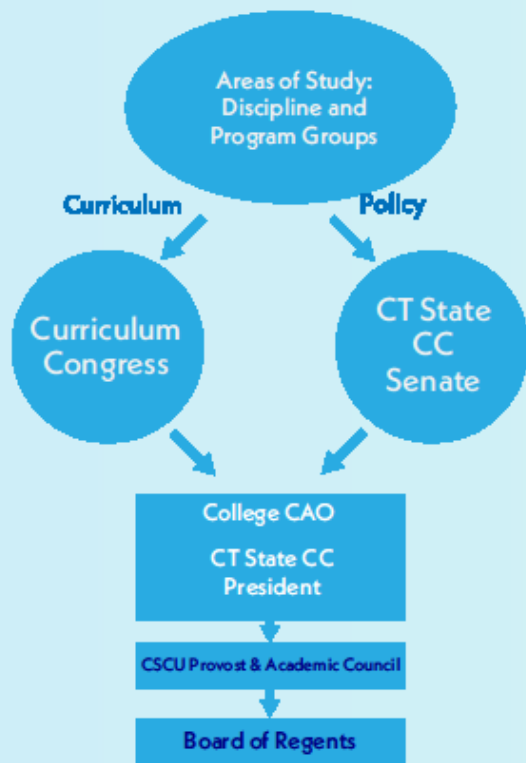 Areas of Study:
Discipline and
Program Groups
Curriculum
Policy
Curriculum
Congress
CT State
CC
Senate
College CAO
CT State CC
President
CSCU Provost & Academic Council
Board of Regents